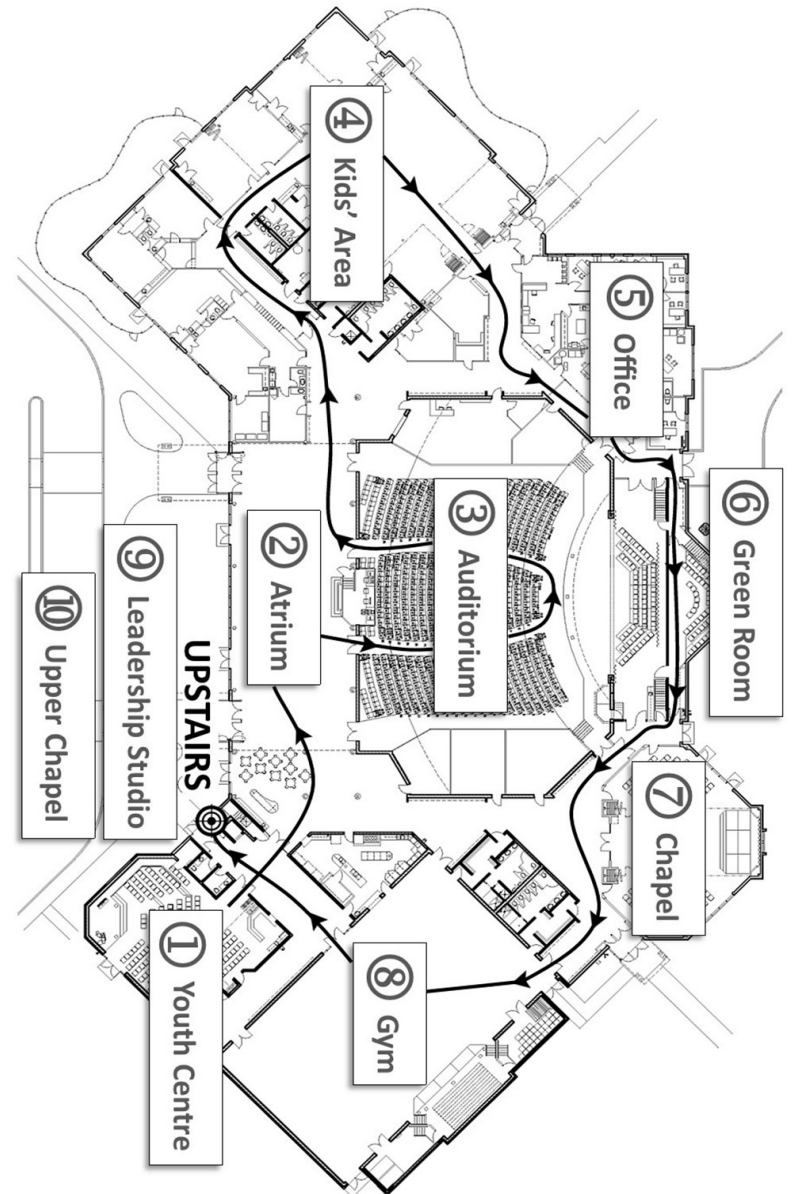 ① Youth Centre
② Atrium
③ Auditorium
④ Kids’ Area
⑤ Office
⑥ Green Room
⑦ Chapel
⑧ Gym
UPSTAIRS
⑨ Leadership Studio
⑩ Upper Chapel